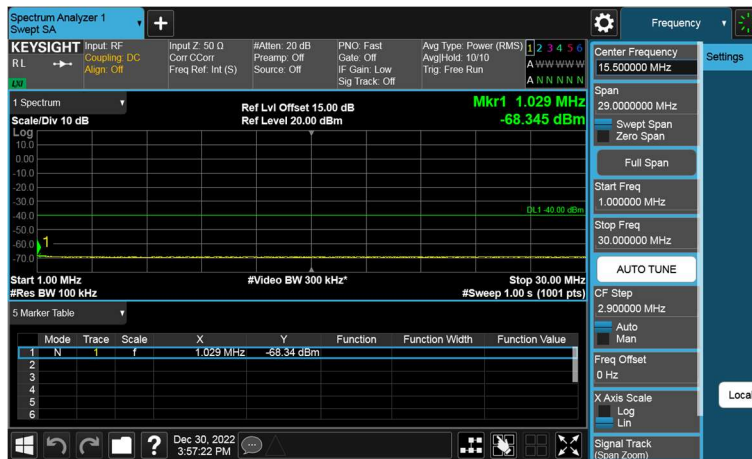 Spectrum Analyzer 1
Swept SA
Frequency
KEYSIGHT
RL
Input: RF
Coupling: DC
Align: Off
Input Z: 50 Ω
Corr CCorr
Freq Ref: Int (S)
#Atten: 20 dB
Preamp: Off
Source: Off
PNO: Fast
Gate: Off
IF Gain: Low
Sig Track: Off
Avg Type: Power (RMS)
Avg|Hold: 10/10
Trig: Free Run
1 2 3 4 5 6
A W W W W W
A N N N N N
LXI
1 Spectrum
Scale/Div 10 dB
Ref Lvl Offset 15.00 dB
Ref Level 20.00 dBm
Mkr1 1.029 MHz
-68.345 dBm
Log
10.0
0.00
-10.0
-20.0
-30.0
-40.0
-50.0
-60.0
-70.0
DL1 -40.00 dBm
1
Start 1.00 MHz
#Res BW 100 kHz
#Video BW 300 kHz*
Stop 30.00 MHz
#Sweep 1.00 s (1001 pts)
5 Marker Table
Mode Trace Scale X Y Function Function Width Function Value
1 N 1 f 1.029 MHz -68.34 dBm
2
3
4
5
6
Dec 30, 2022
3:57:22 PM
Center Frequency
15.500000 MHz
Settings
Span
29.0000000 MHz
Swept Span
Zero Span
Full Span
Start Freq
1.000000 MHz
Stop Freq
30.000000 MHz
AUTO TUNE
CF Step
2.900000 MHz
Auto
Man
Freq Offset
0 Hz
X Axis Scale
Log
Lin
Local
Signal Track
(Span Zoom)